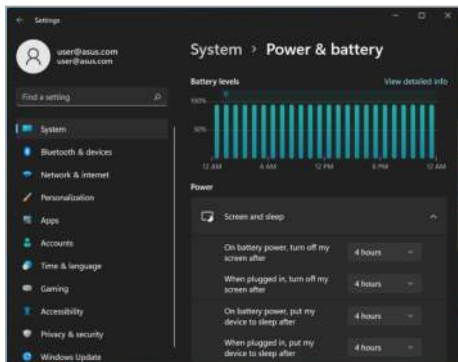 Settings
user@asus.com
user@asus.com
Find a setting
System
Bluetooth & devices
Network & internet
Personalization
Apps
Accounts
Time & language
Gaming
Accessibility
Privacy & security
Windows Update
System > Power & battery
Battery levels
View detailed info
100%
50%
12 AM 6 AM 12 PM 6 PM 12 AM
Power
Screen and sleep
On battery power, turn off my
screen after
4 hours
When plugged in, turn off my
screen after
4 hours
On battery power, put my
device to sleep after
4 hours
When plugged in, put my
device to sleep after
4 hours